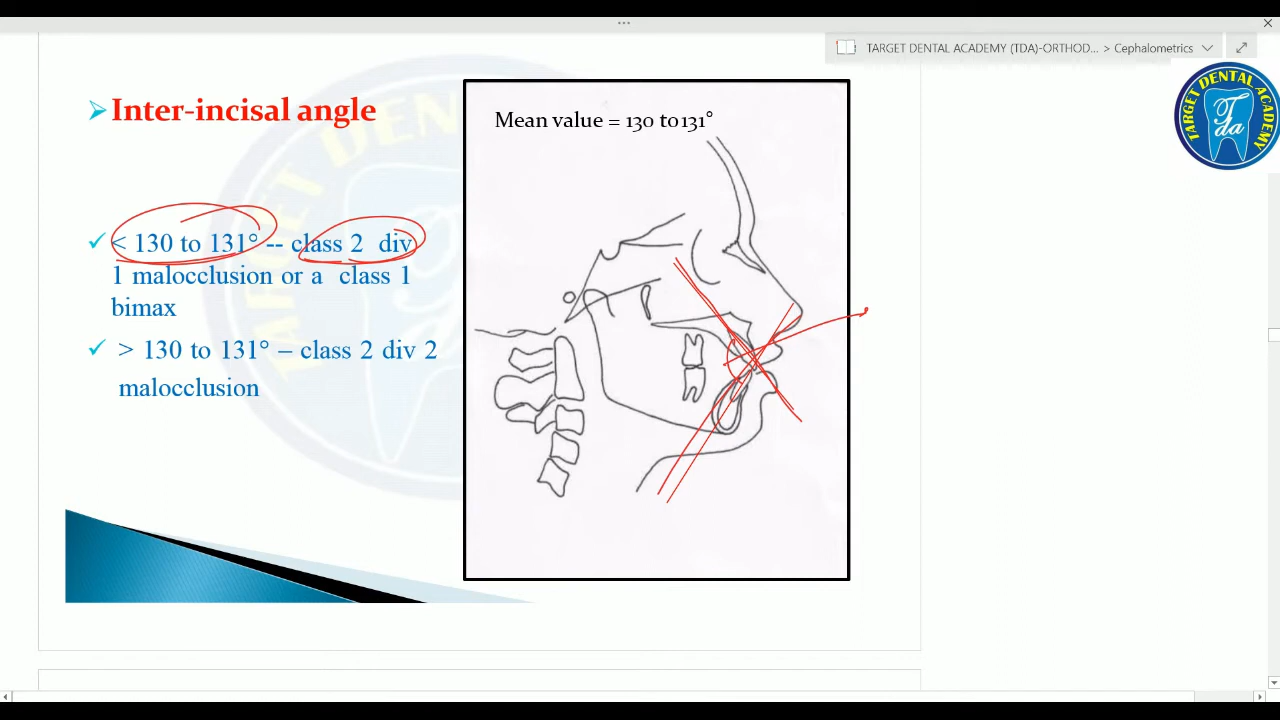 TARGET DENTAL ACADEMY (TDA)-ORTHOD... > Cephalometrics
TARGET DENTAL ACADEMY
Tda
Inter-incisal angle
Mean value = 130 to131°
< 130 to 131° -- class 2 div
1 malocclusion or a class 1
bimax
> 130 to 131° – class 2 div 2
malocclusion